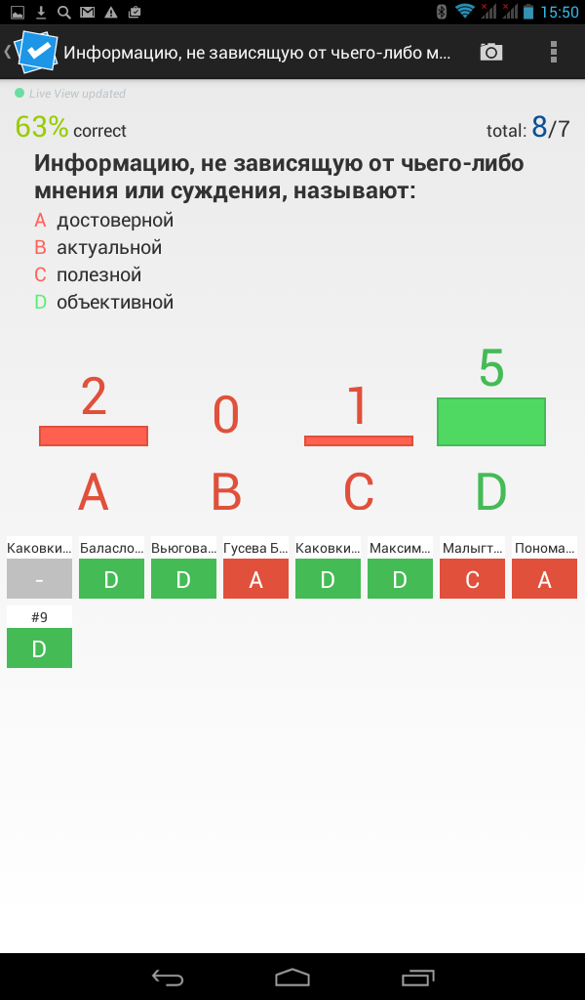 15:50
Информацию, не зависящую от чьего-либо м...
Live View updated
63% correct
total: 8/7
Информацию, не зависящую от чьего-либо
мнения или суждения, называют:
A достоверной
B актуальной
C полезной
D объективной
2 0 1 5
A B C D
Каковки... Баласло... Вьюгова... Гусева Б... Каковки... Максим... Малыгт... Понома...
- D D A D D C A
#9
D